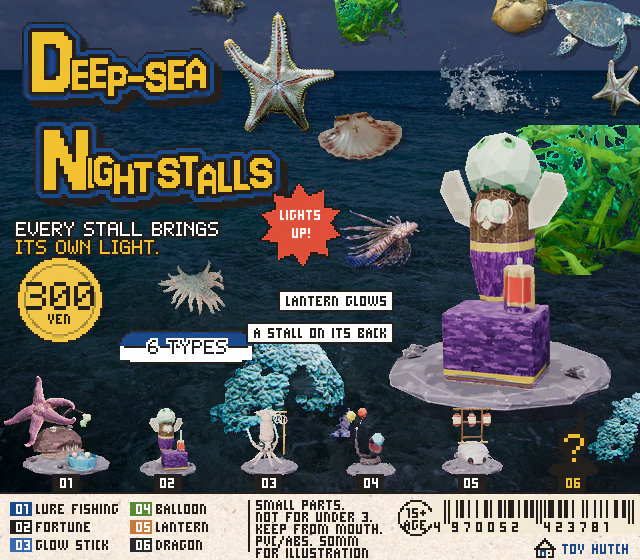 DEEP-SEA
NIGHT STALLS
EVERY STALL BRINGS
ITS OWN LIGHT.
LIGHTS
UP!
300
YEN
LANTERN GLOWS
A STALL ON ITS BACK
6 TYPES
01
02
03
04
05
?
06
01 LURE FISHING
02 FORTUNE
03 GLOW STICK
04 BALLOON
05 LANTERN
06 DRAGON
SMALL PARTS.
NOT FOR UNDER 3.
KEEP FROM MOUTH.
PVC/ABS. 50MM
FOR ILLUSTRATION
15+
AGE
4 970052 423781
TOY HUTCH